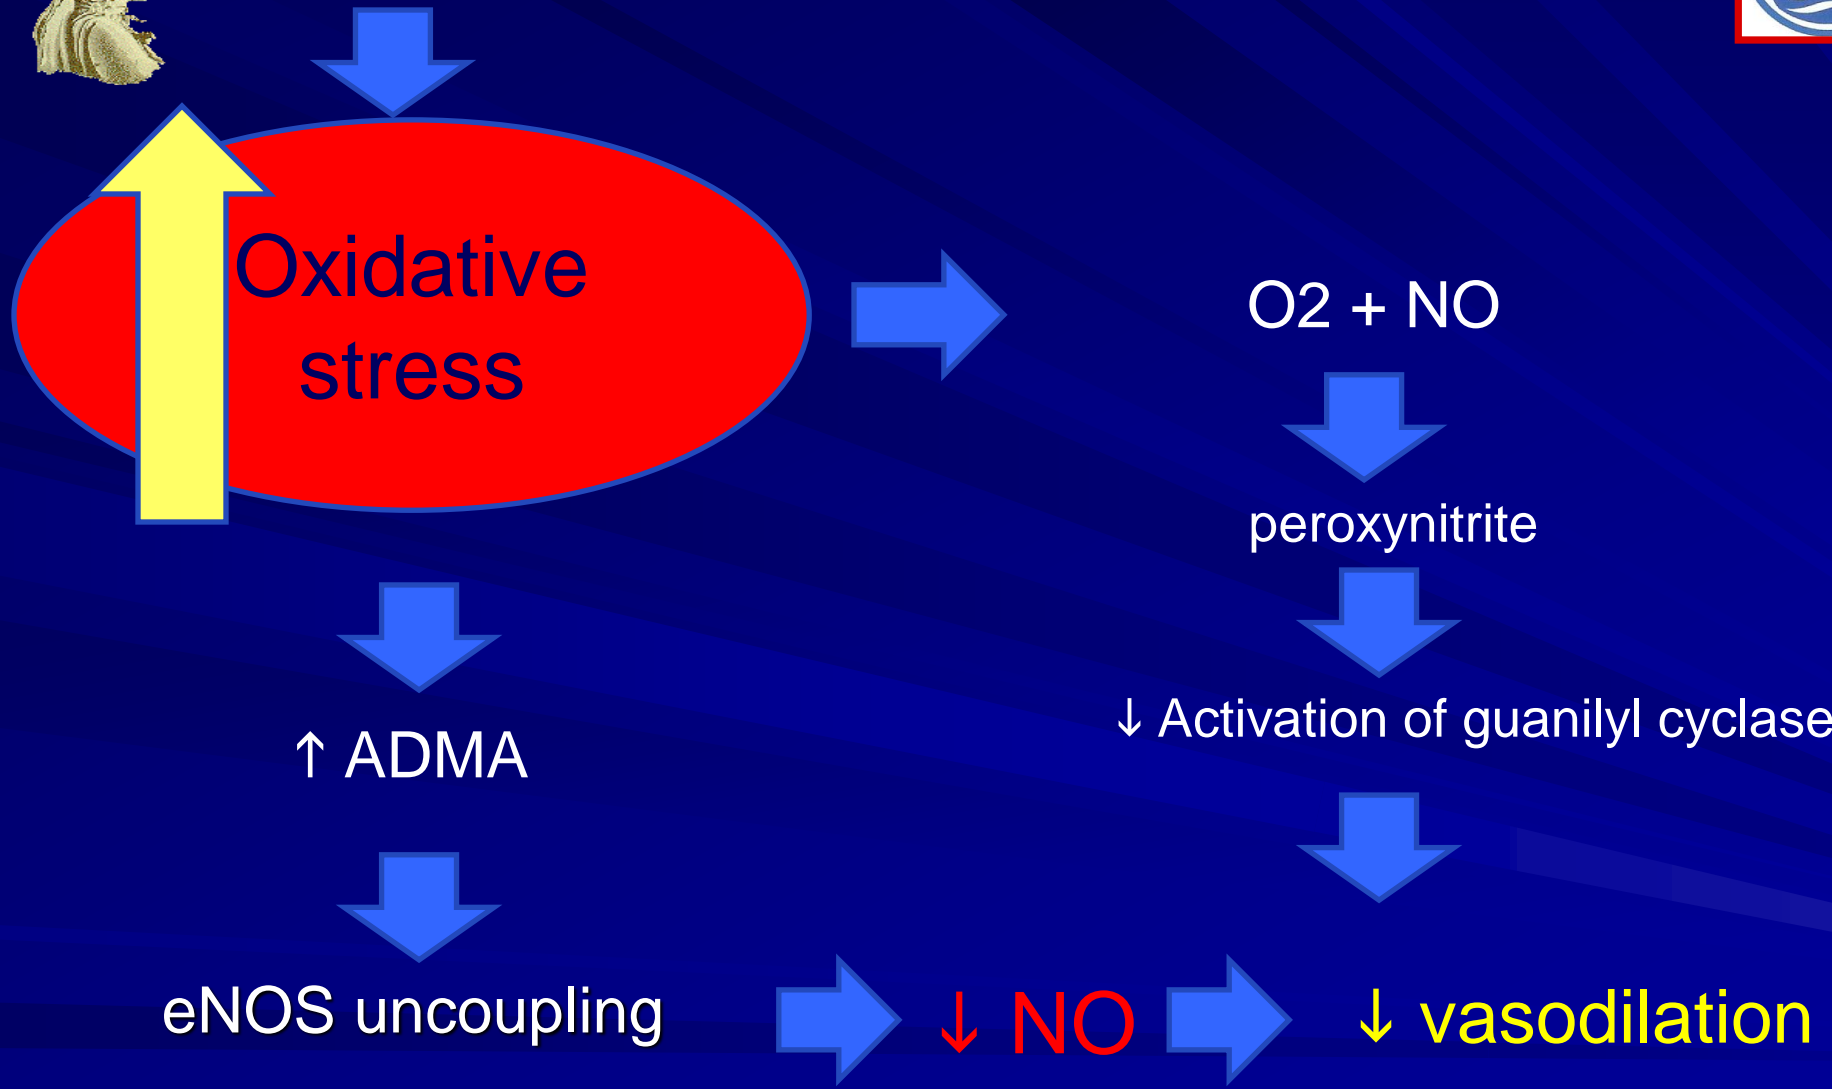 Oxidative
stress
O2 + NO
peroxynitrite
↓ Activation of guanilyl cyclase
↑ ADMA
eNOS uncoupling
↓ NO
↓ vasodilation